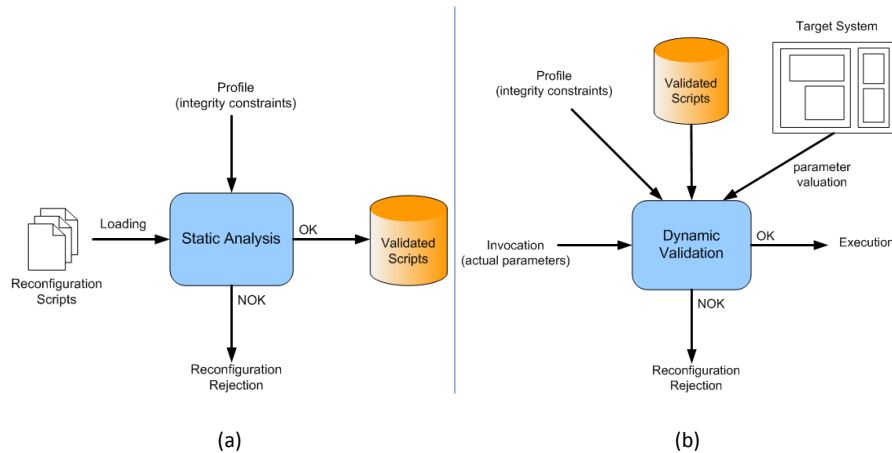 Profile
(integrity constraints)
Loading
Static Analysis
OK
Validated
Scripts
Reconfiguration
Scripts
NOK
Reconfiguration
Rejection
(a)
Target System
Profile
(integrity constraints)
Validated
Scripts
parameter
valuation
Invocation
(actual parameters)
Dynamic
Validation
OK
Execution
NOK
Reconfiguration
Rejection
(b)